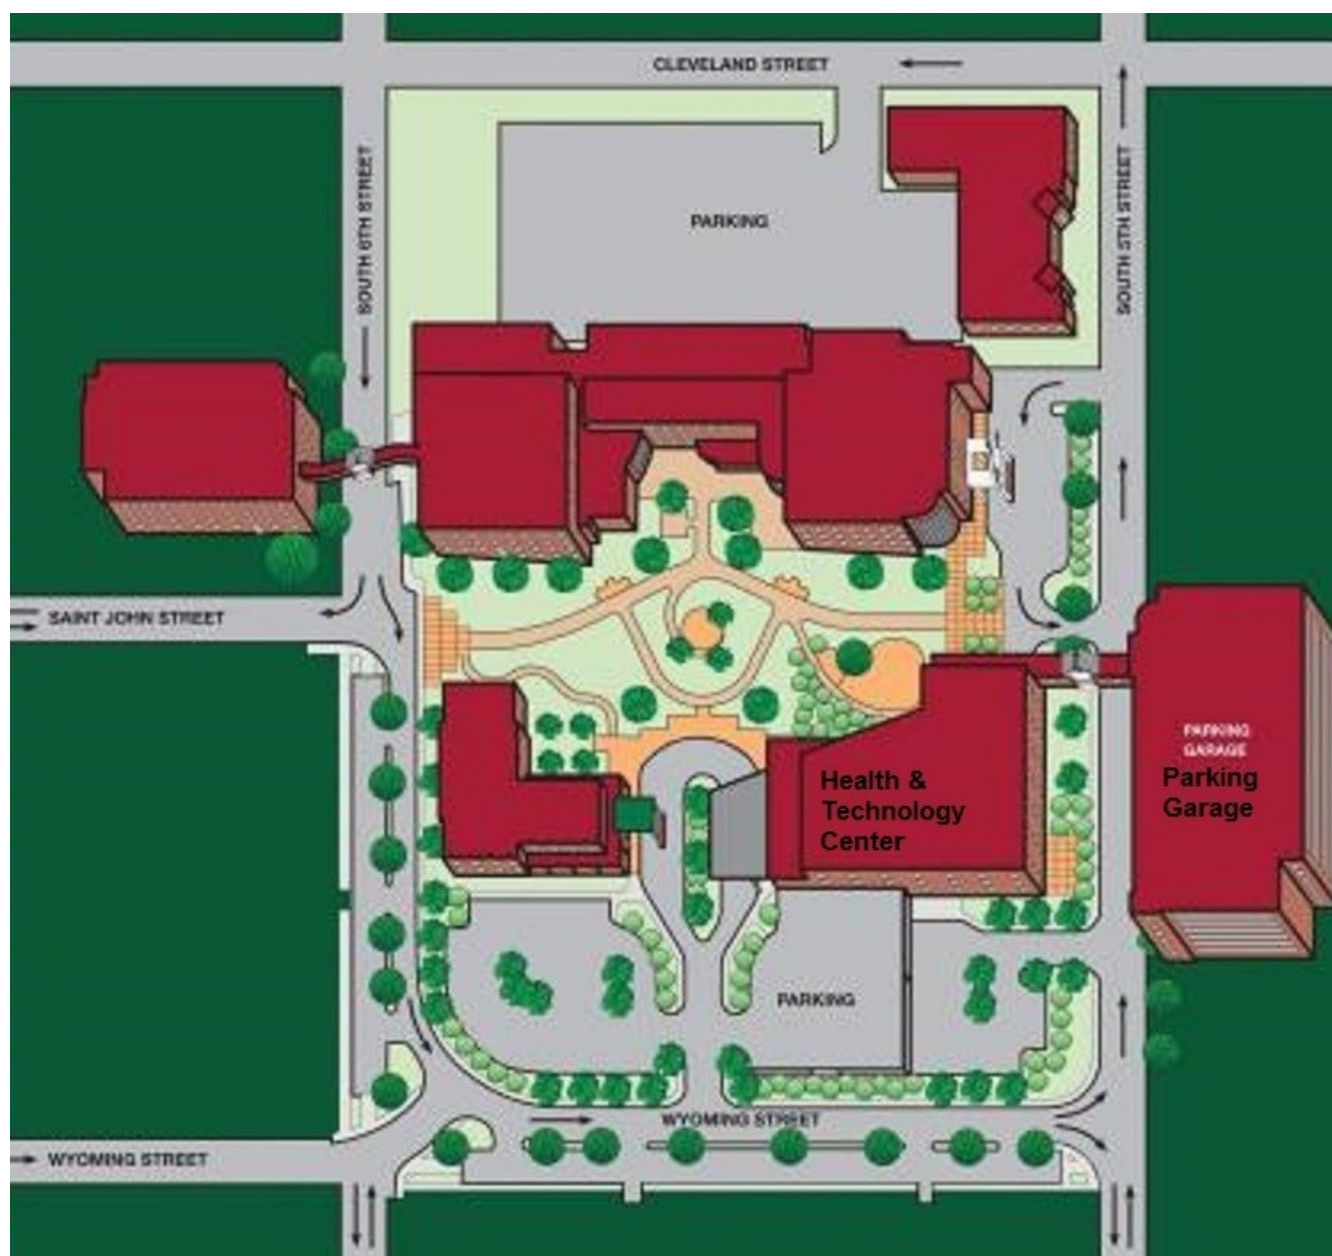 CLEVELAND STREET
SOUTH 6TH STREET
SOUTH 5TH STREET
PARKING
SAINT JOHN STREET
PARKING
GARAGE
Parking
Garage
Health &
Technology
Center
PARKING
WYOMING STREET
WYOMING STREET